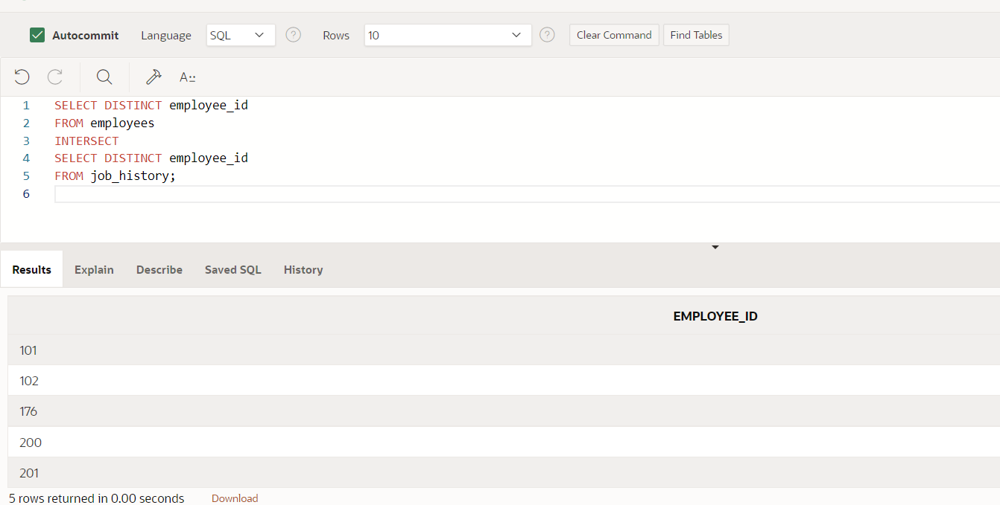 Autocommit Language SQL ? Rows 10 ? Clear Command Find Tables
A::
1 SELECT DISTINCT employee_id
2 FROM employees
3 INTERSECT
4 SELECT DISTINCT employee_id
5 FROM job_history;
6
Results Explain Describe Saved SQL History
EMPLOYEE_ID
101
102
176
200
201
5 rows returned in 0.00 seconds Download